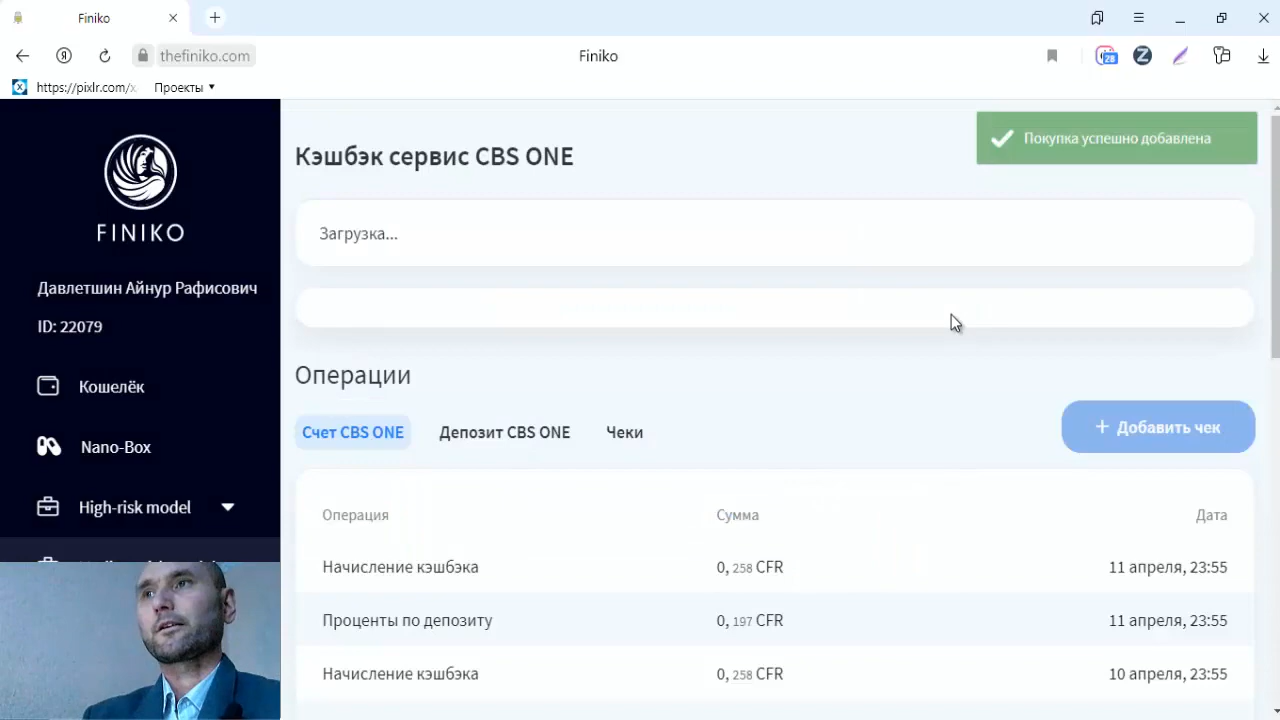 Finiko
thefiniko.com
Finiko
28
Z
https://pixlr.com/x
Проекты
FINIKO
Давлетшин Айнур Рафисович
ID: 22079
Кошелёк
Nano-Box
High-risk model
Кэшбэк сервис CBS ONE
Покупка успешно добавлена
Загрузка...
Операции
Счет CBS ONE
Депозит CBS ONE
Чеки
+ Добавить чек
Операция
Сумма
Дата
Начисление кэшбэка
0, 258 CFR
11 апреля, 23:55
Проценты по депозиту
0, 197 CFR
11 апреля, 23:55
Начисление кэшбэка
0, 258 CFR
10 апреля, 23:55